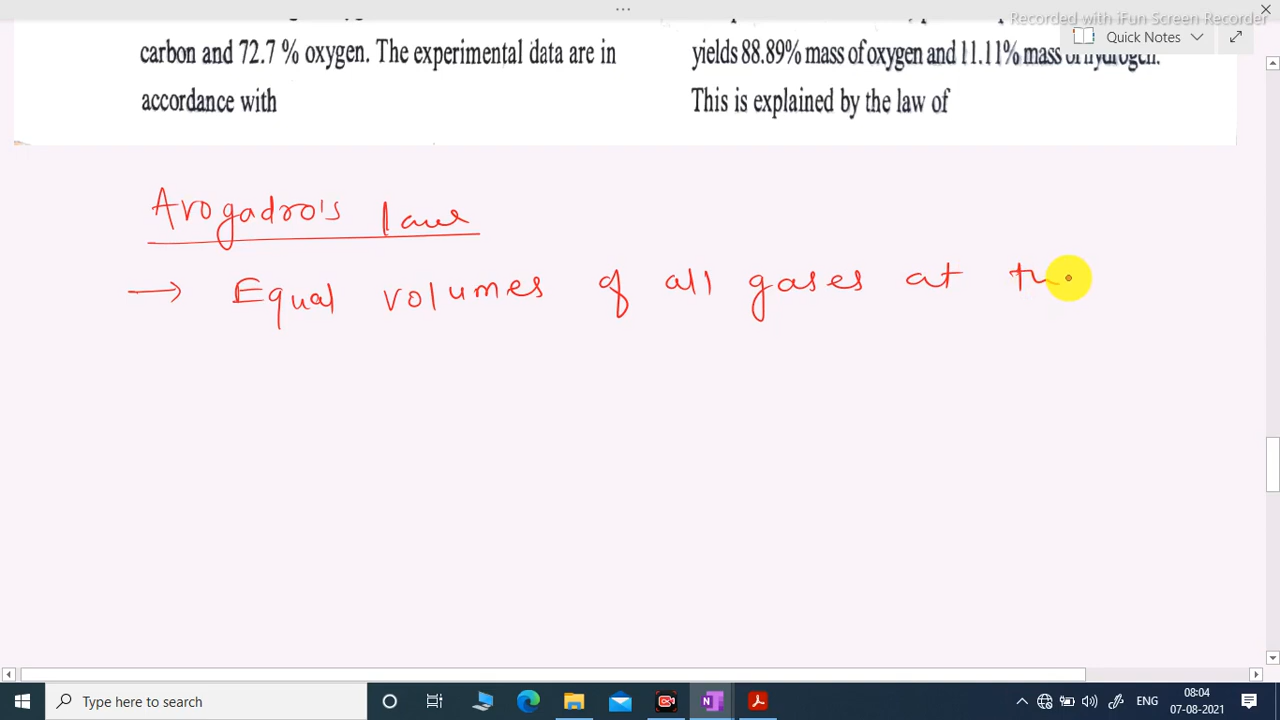 Recorded with iFun Screen Recorder
Quick Notes
carbon and 72.7 % oxygen. The experimental data are in
accordance with
yields 88.89% mass of oxygen and 11.11% mass of hydrogen.
This is explained by the law of
Avogadro's law
→ Equal volumes of all gases at th
Type here to search
ENG
08:04
07-08-2021